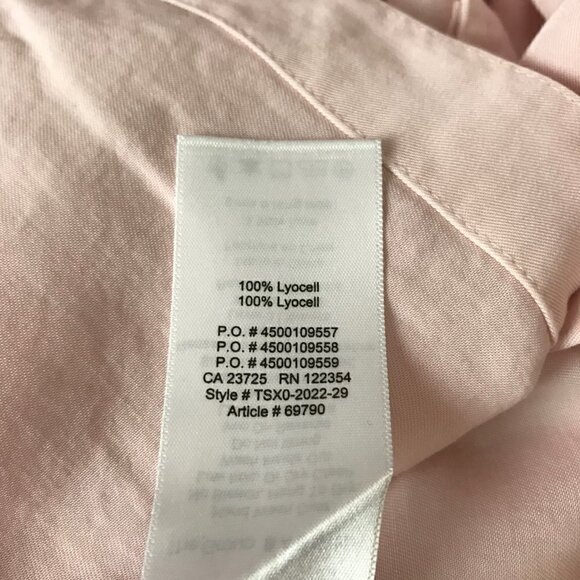 100% Lyocell
100% Lyocell
P.O. # 4500109557
P.O. # 4500109558
P.O. # 4500109559
CA 23725 RN 122354
Style # TSX0-2022-29
Article # 69790